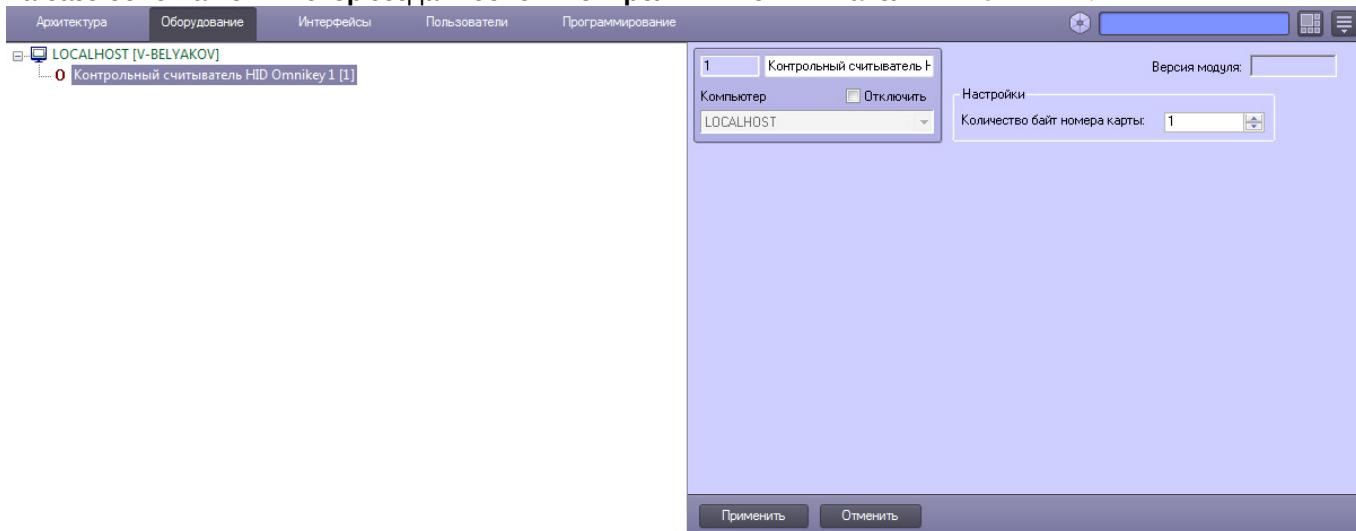 Архитектура Оборудование Интерфейсы Пользователи Программирование
LOCALHOST [V-BELYAKOV]
Контрольный считыватель HID Omnikey 1 [1]
1 Контрольный считыватель H
Компьютер Отключить
LOCALHOST
Версия модуля:
Настройки
Количество байт номера карты: 1
Применить Отменить